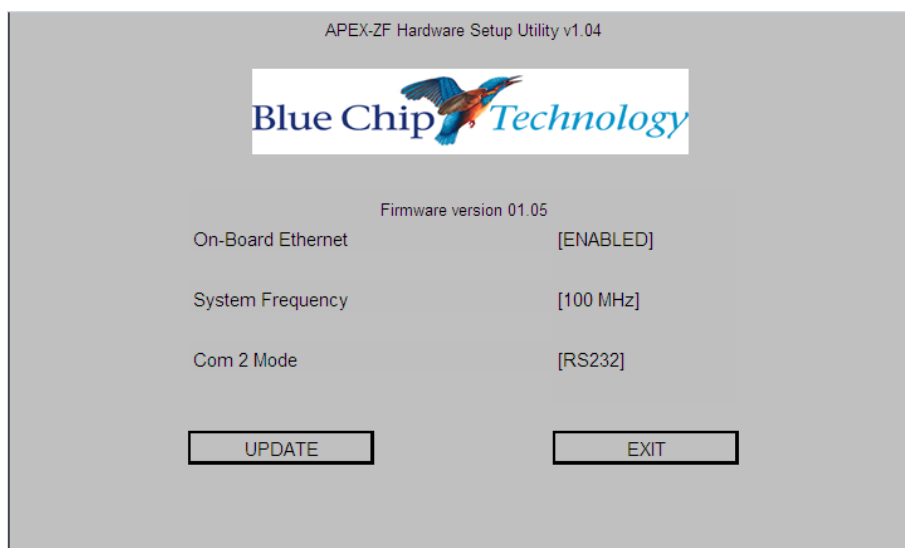 APEX-ZF Hardware Setup Utility v1.04
Blue Chip Technology
Firmware version 01.05
On-Board Ethernet [ENABLED]
System Frequency [100 MHz]
Com 2 Mode [RS232]
UPDATE EXIT